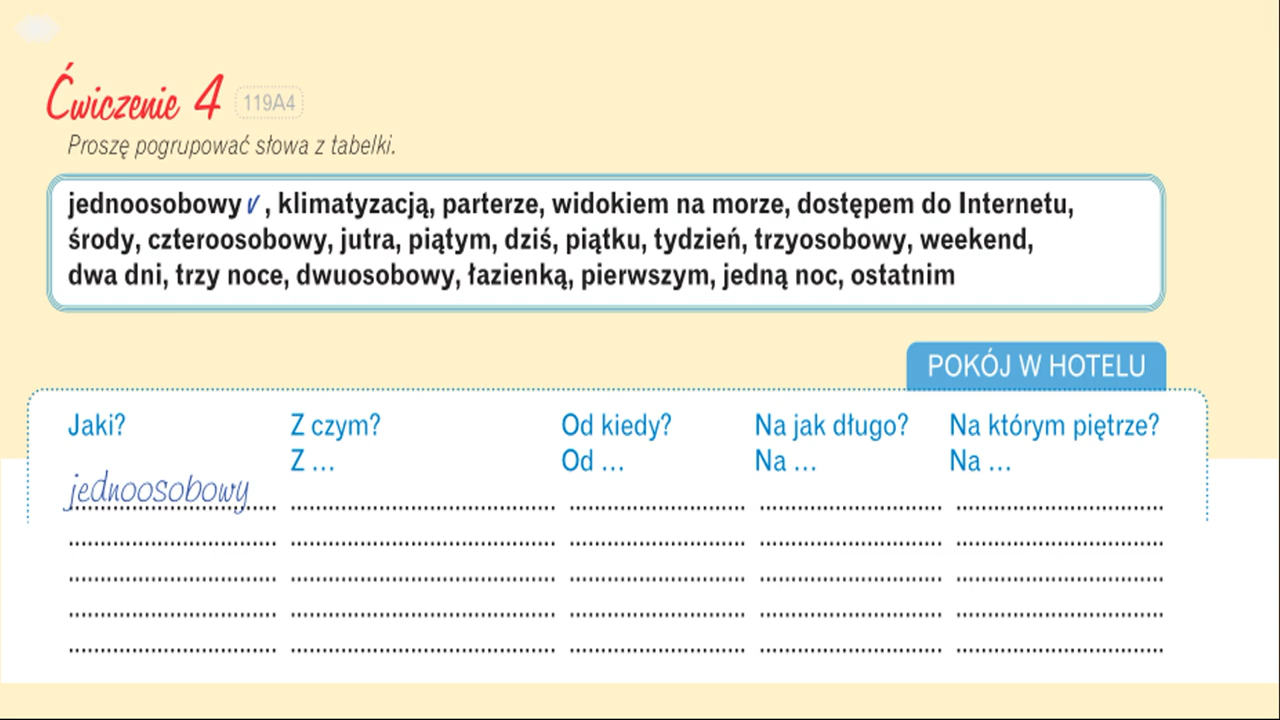 Ćwiczenie 4 119A4
Proszę pogrupować słowa z tabelki.
jednoosobowy ✓, klimatyzacją, parterze, widokiem na morze, dostępem do Internetu,
środy, czteroosobowy, jutra, piątym, dziś, piątku, tydzień, trzyosobowy, weekend,
dwa dni, trzy noce, dwuosobowy, łazienką, pierwszym, jedną noc, ostatnim
POKÓJ W HOTELU
Jaki? Z czym? Od kiedy? Na jak długo? Na którym piętrze?
Z ... Od ... Na ... Na ...
jednoosobowy